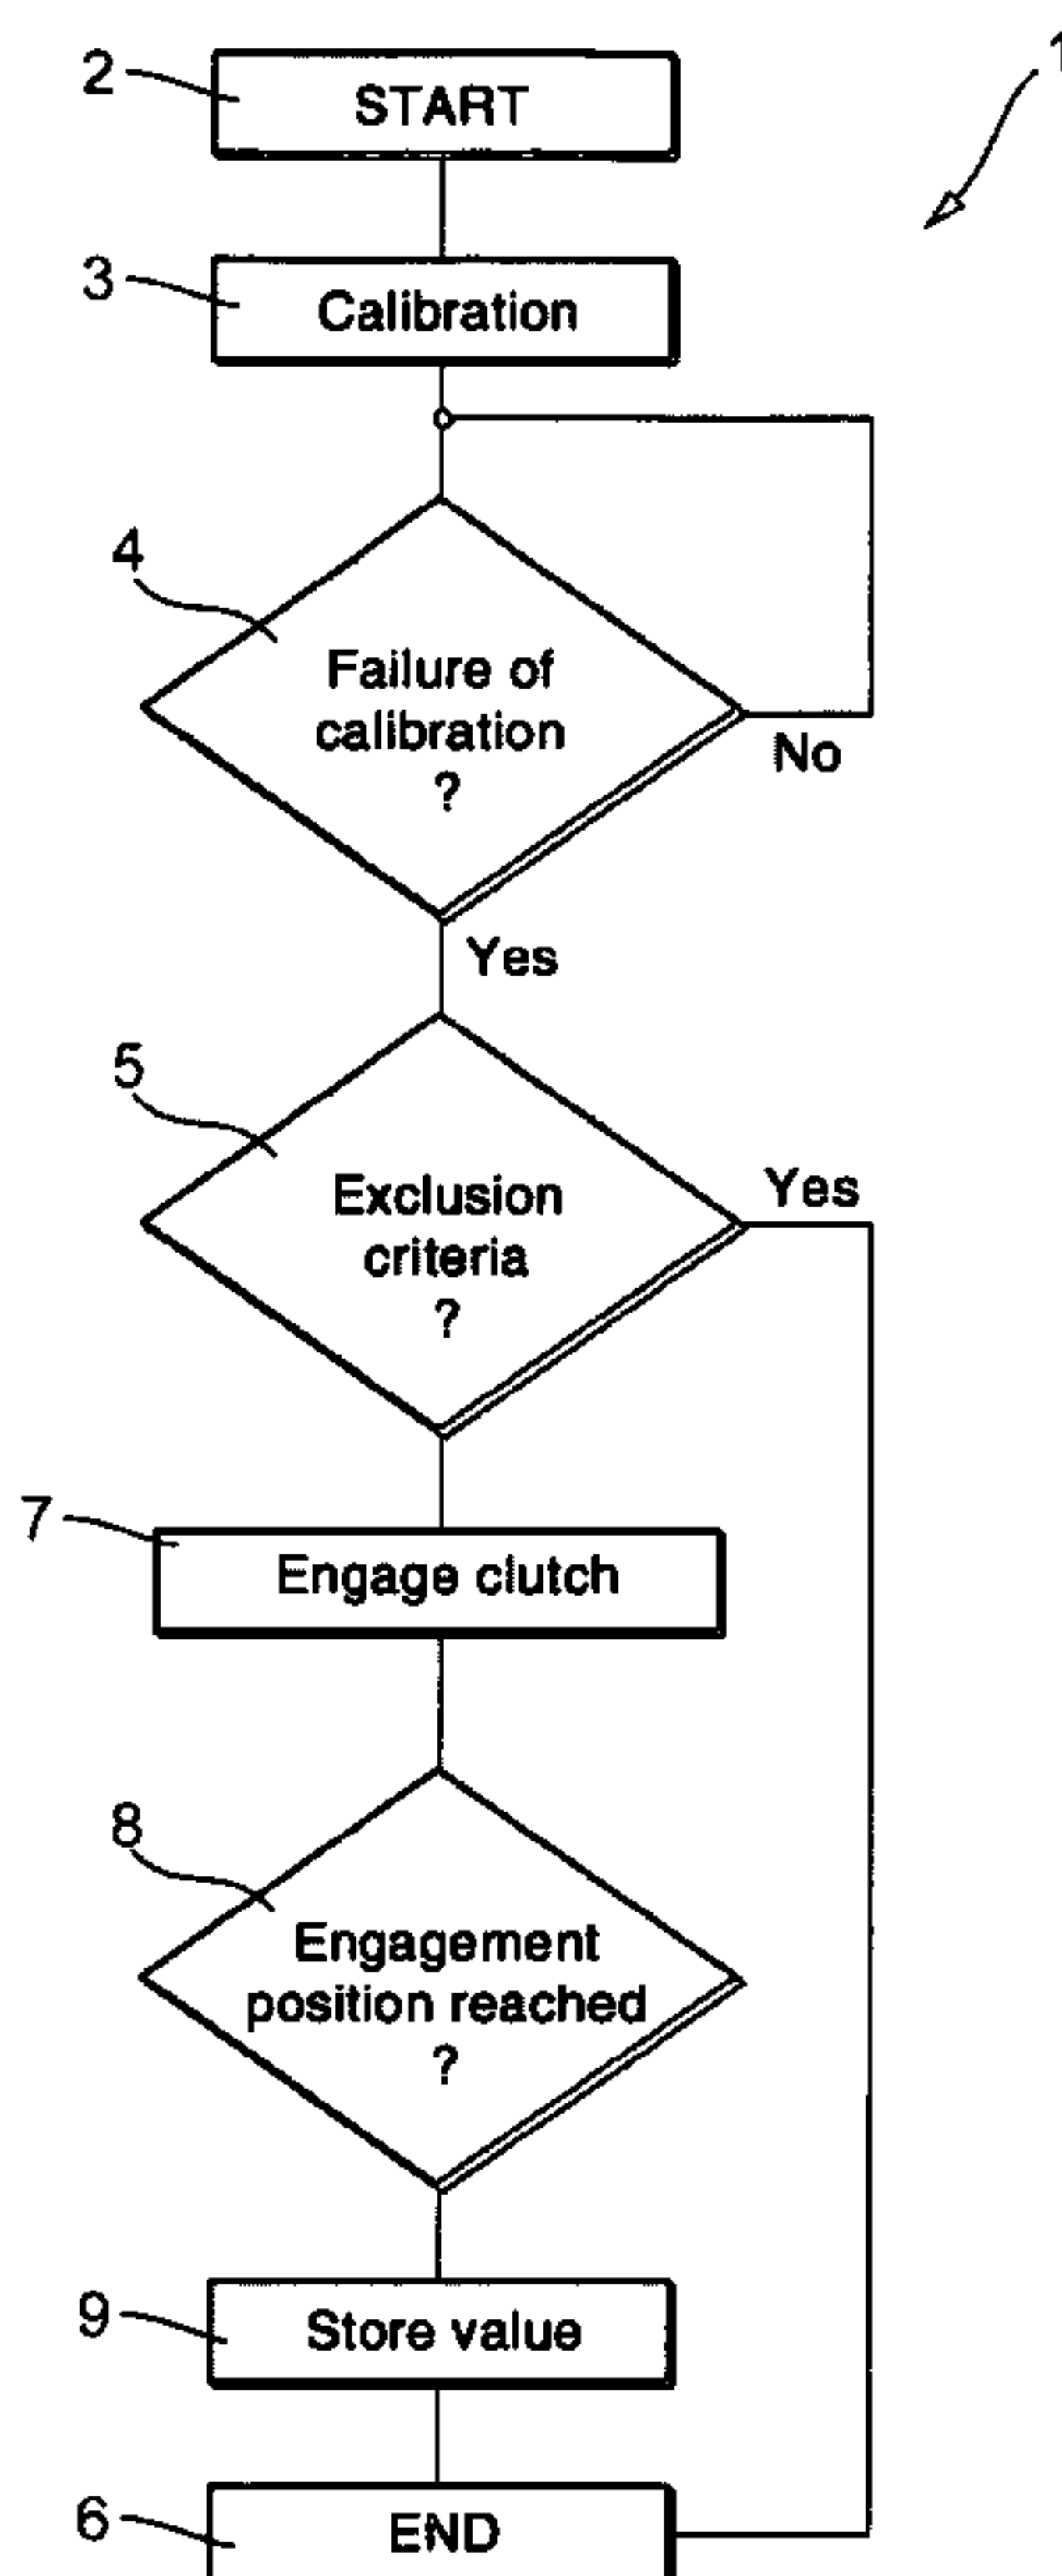 1
2
START
3
Calibration
4
Failure of
calibration
?
No
Yes
5
Exclusion
criteria
?
Yes
7
Engage clutch
8
Engagement
position reached
?
9
Store value
6
END